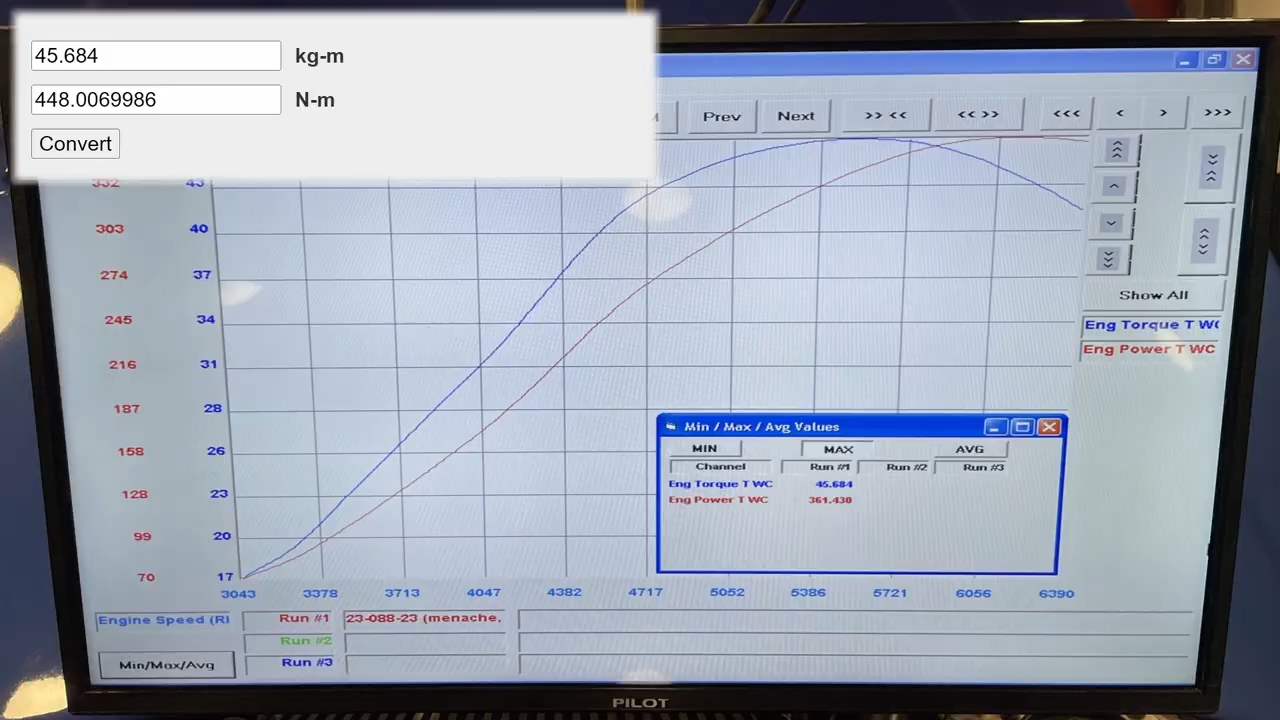 45.684 kg-m
448.0069986 N-m
Convert
Prev Next >> << << >> <<< < > >>>
332 43
303 40
274 37
245 34
216 31
187 28
158 26
128 23
99 20
70 17
3043 3378 3713 4047 4382 4717 5052 5386 5721 6056 6390
Show All
Eng Torque T WC
Eng Power T WC
Min / Max / Avg Values
MIN MAX AVG
Channel Run #1 Run #2 Run #3
Eng Torque T WC 45.684
Eng Power T WC 361.430
Engine Speed (RI Run #1 23-088-23 (menache,
Run #2
Min/Max/Avg Run #3
PILOT